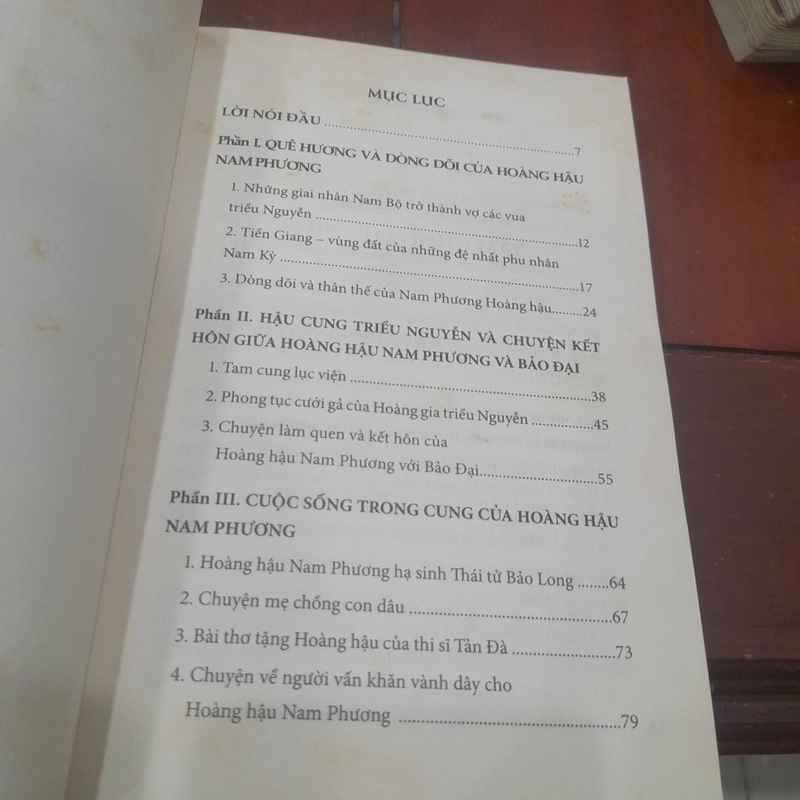 MỤC LỤC
LỜI NÓI ĐẦU ............................................................7
Phần I. QUÊ HƯƠNG VÀ DÒNG DÕI CỦA HOÀNG HẬU
NAM PHƯƠNG
1. Những giai nhân Nam Bộ trở thành vợ các vua
triều Nguyễn ....................................................12
2. Tiền Giang – vùng đất của những đệ nhất phu nhân
Nam Kỳ ............................................................17
3. Dòng dõi và thân thế của Nam Phương Hoàng hậu.........24
Phần II. HẬU CUNG TRIỀU NGUYỄN VÀ CHUYỆN KẾT
HÔN GIỮA HOÀNG HẬU NAM PHƯƠNG VÀ BẢO ĐẠI
1. Tam cung lục viện ................................................38
2. Phong tục cưới gả của Hoàng gia triều Nguyễn .............45
3. Chuyện làm quen và kết hôn của
Hoàng hậu Nam Phương với Bảo Đại.......................55
Phần III. CUỘC SỐNG TRONG CUNG CỦA HOÀNG HẬU
NAM PHƯƠNG
1. Hoàng hậu Nam Phương hạ sinh Thái tử Bảo Long ........64
2. Chuyện mẹ chồng con dâu ........................................67
3. Bài thơ tặng Hoàng hậu của thi sĩ Tản Đà .......................73
4. Chuyện về người vấn khăn vành dây cho
Hoàng hậu Nam Phương ........................................79